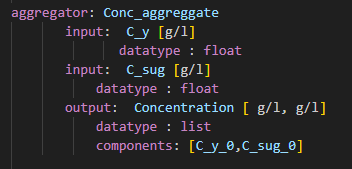 aggregator: Conc_aggreggate
input: C_y [g/l]
datatype : float
input: C_sug [g/l]
datatype : float
output: Concentration [ g/l, g/l]
datatype : list
components: [C_y_0,C_sug_0]